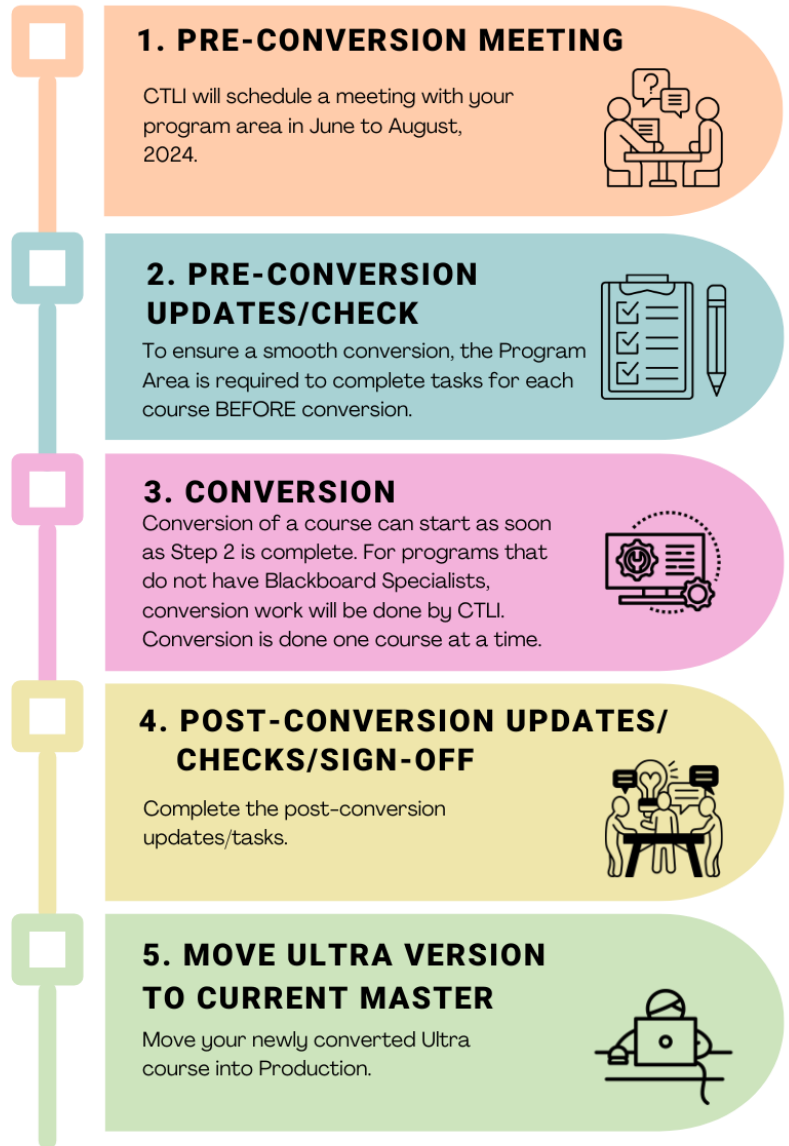 1. PRE-CONVERSION MEETING
CTLI will schedule a meeting with your
program area in June to August,
2024.
2. PRE-CONVERSION
UPDATES/CHECK
To ensure a smooth conversion, the Program
Area is required to complete tasks for each
course BEFORE conversion.
3. CONVERSION
Conversion of a course can start as soon
as Step 2 is complete. For programs that
do not have Blackboard Specialists,
conversion work will be done by CTLI.
Conversion is done one course at a time.
4. POST-CONVERSION UPDATES/
CHECKS/SIGN-OFF
Complete the post-conversion
updates/tasks.
5. MOVE ULTRA VERSION
TO CURRENT MASTER
Move your newly converted Ultra
course into Production.